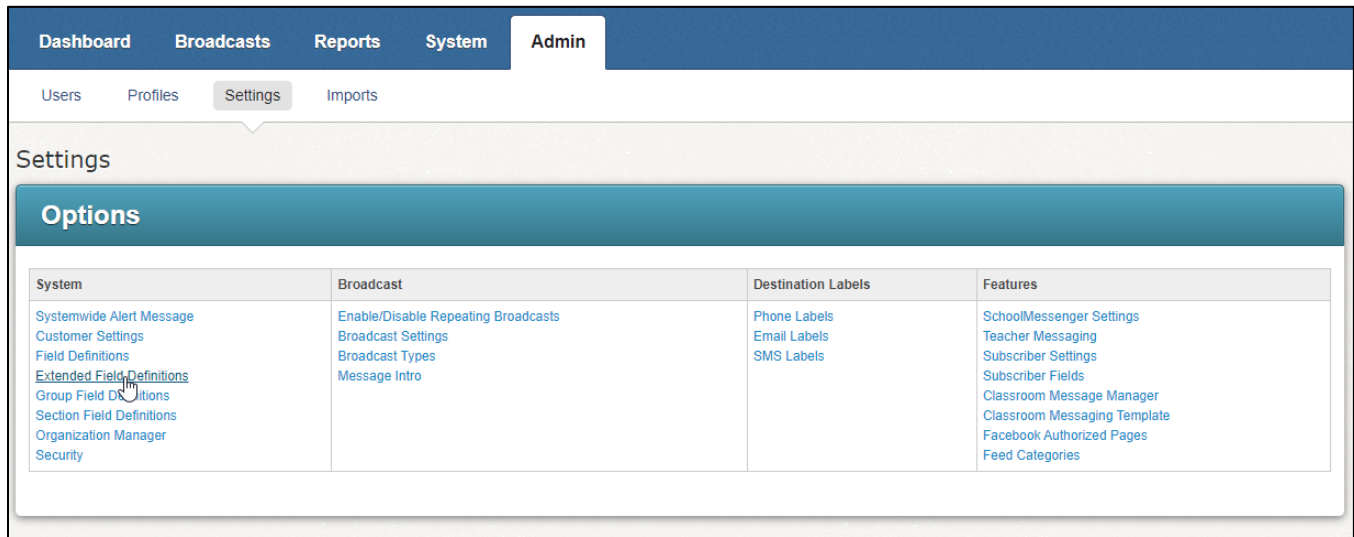 Dashboard Broadcasts Reports System Admin
Users Profiles Settings Imports
Settings
Options
System Broadcast Destination Labels Features
Systemwide Alert Message Enable/Disable Repeating Broadcasts Phone Labels SchoolMessenger Settings
Customer Settings Broadcast Settings Email Labels Teacher Messaging
Field Definitions Broadcast Types SMS Labels Subscriber Settings
Extended Field Definitions Message Intro Subscriber Fields
Group Field Definitions Classroom Message Manager
Section Field Definitions Classroom Messaging Template
Organization Manager Facebook Authorized Pages
Security Feed Categories